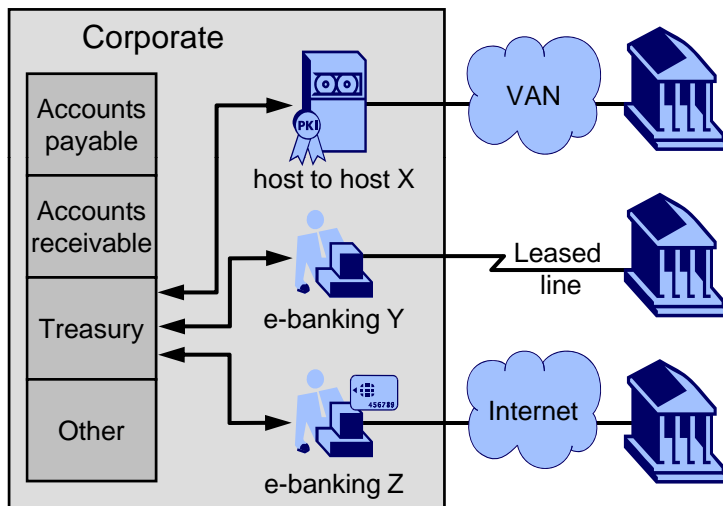 Corporate
Accounts
payable
Accounts
receivable
Treasury
Other
PKI
host to host X
e-banking Y
456789
e-banking Z
VAN
Leased
line
Internet